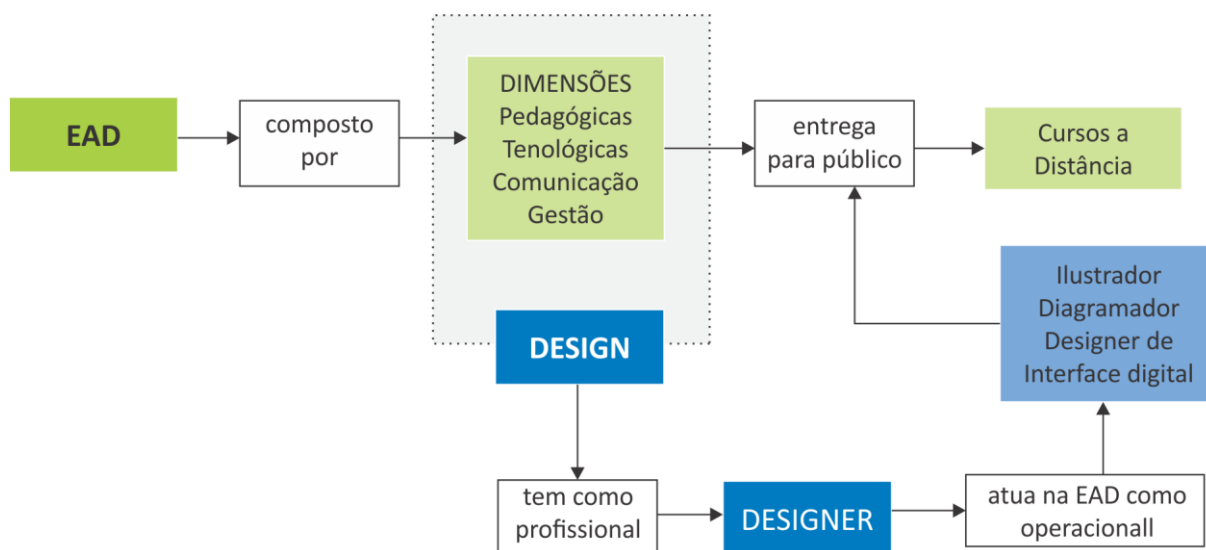 EAD
composto
por
DIMENSÕES
Pedagógicas
Tenológicas
Comunicação
Gestão
entrega
para público
Cursos a
Distância
DESIGN
Ilustrador
Diagramador
Designer de
Interface digital
tem como
profissional
DESIGNER
atua na EAD como
operacionall